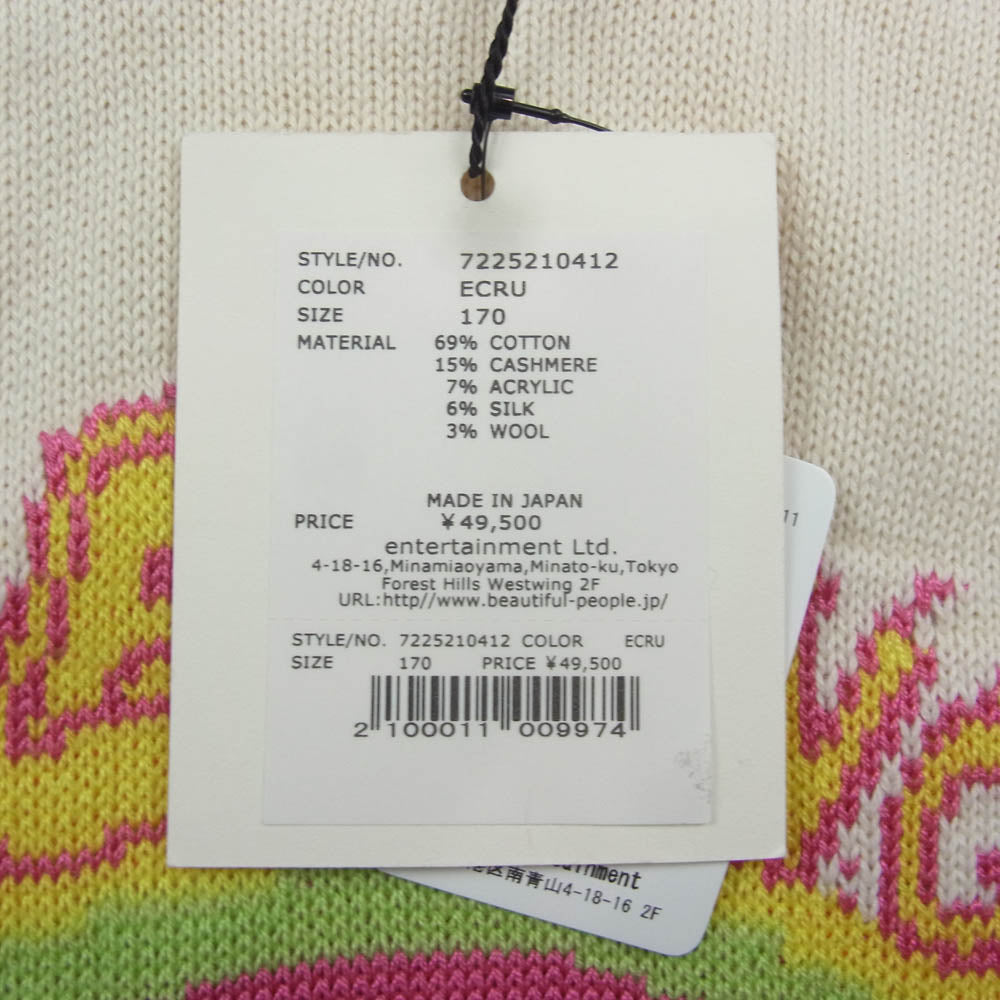 STYLE/NO. 7225210412
COLOR ECRU
SIZE 170
MATERIAL 69% COTTON
15% CASHMERE
7% ACRYLIC
6% SILK
3% WOOL
MADE IN JAPAN
PRICE ¥49,500
entertainment Ltd.
4-18-16,Minamiaoyama,Minato-ku,Tokyo
Forest Hills Westwing 2F
URL:http//www.beautiful-people.jp/
STYLE/NO. 7225210412 COLOR ECRU
SIZE 170 PRICE ¥49,500
2 100011 009974
11
区南青山4-18-16 2F